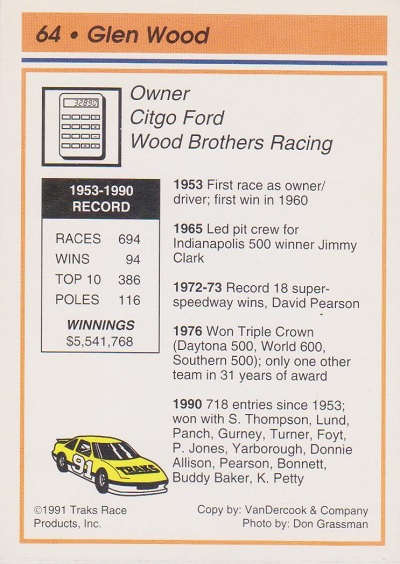 64 • Glen Wood
32850
Owner
Citgo Ford
Wood Brothers Racing
1953-1990
RECORD
RACES 694
WINS 94
TOP 10 386
POLES 116
WINNINGS
$5,541,768
1953 First race as owner/
driver; first win in 1960
1965 Led pit crew for
Indianapolis 500 winner Jimmy
Clark
1972-73 Record 18 super-
speedway wins, David Pearson
1976 Won Triple Crown
(Daytona 500, World 600,
Southern 500); only one other
team in 31 years of award
1990 718 entries since 1953;
won with S. Thompson, Lund,
Panch, Gurney, Turner, Foyt,
P. Jones, Yarborough, Donnie
Allison, Pearson, Bonnett,
Buddy Baker, K. Petty
91
TRAKS
©1991 Traks Race
Products, Inc.
Copy by: VanDercook & Company
Photo by: Don Grassman